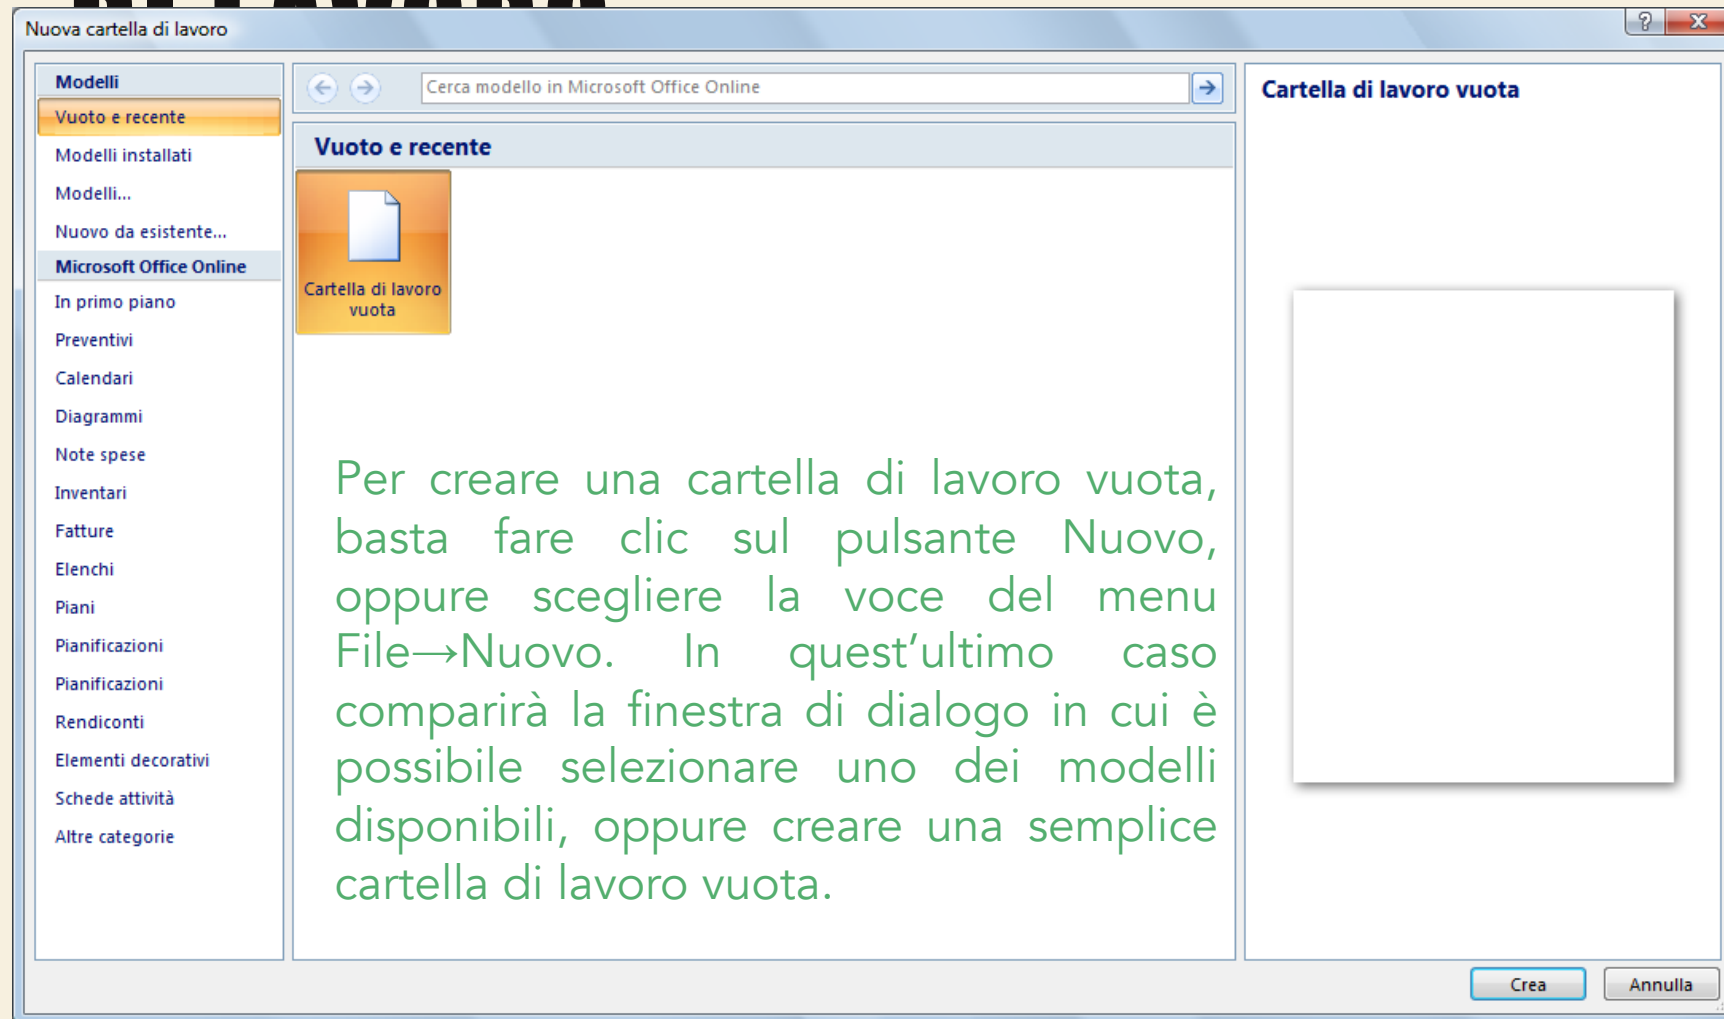 Nuova cartella di lavoro
Modelli
Vuoto e recente
Modelli installati
Modelli...
Nuovo da esistente...
Microsoft Office Online
In primo piano
Preventivi
Calendari
Diagrammi
Note spese
Inventari
Fatture
Elenchi
Piani
Pianificazioni
Pianificazioni
Rendiconti
Elementi decorativi
Schede attività
Altre categorie
Cerca modello in Microsoft Office Online
Vuoto e recente
Cartella di lavoro
vuota
Per creare una cartella di lavoro vuota,
basta fare clic sul pulsante Nuovo,
oppure scegliere la voce del menu
File→Nuovo. In quest’ultimo caso
comparirà la finestra di dialogo in cui è
possibile selezionare uno dei modelli
disponibili, oppure creare una semplice
cartella di lavoro vuota.
Cartella di lavoro vuota
Crea
Annulla